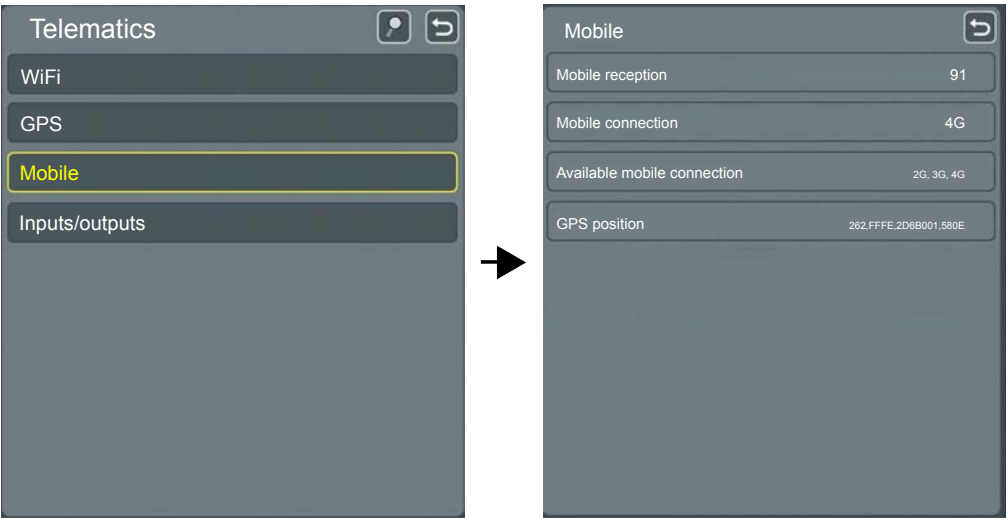 Telematics
WiFi
GPS
Mobile
Inputs/outputs
Mobile
Mobile reception 91
Mobile connection 4G
Available mobile connection 2G, 3G, 4G
GPS position 262,FFFE,2D6B001,580E